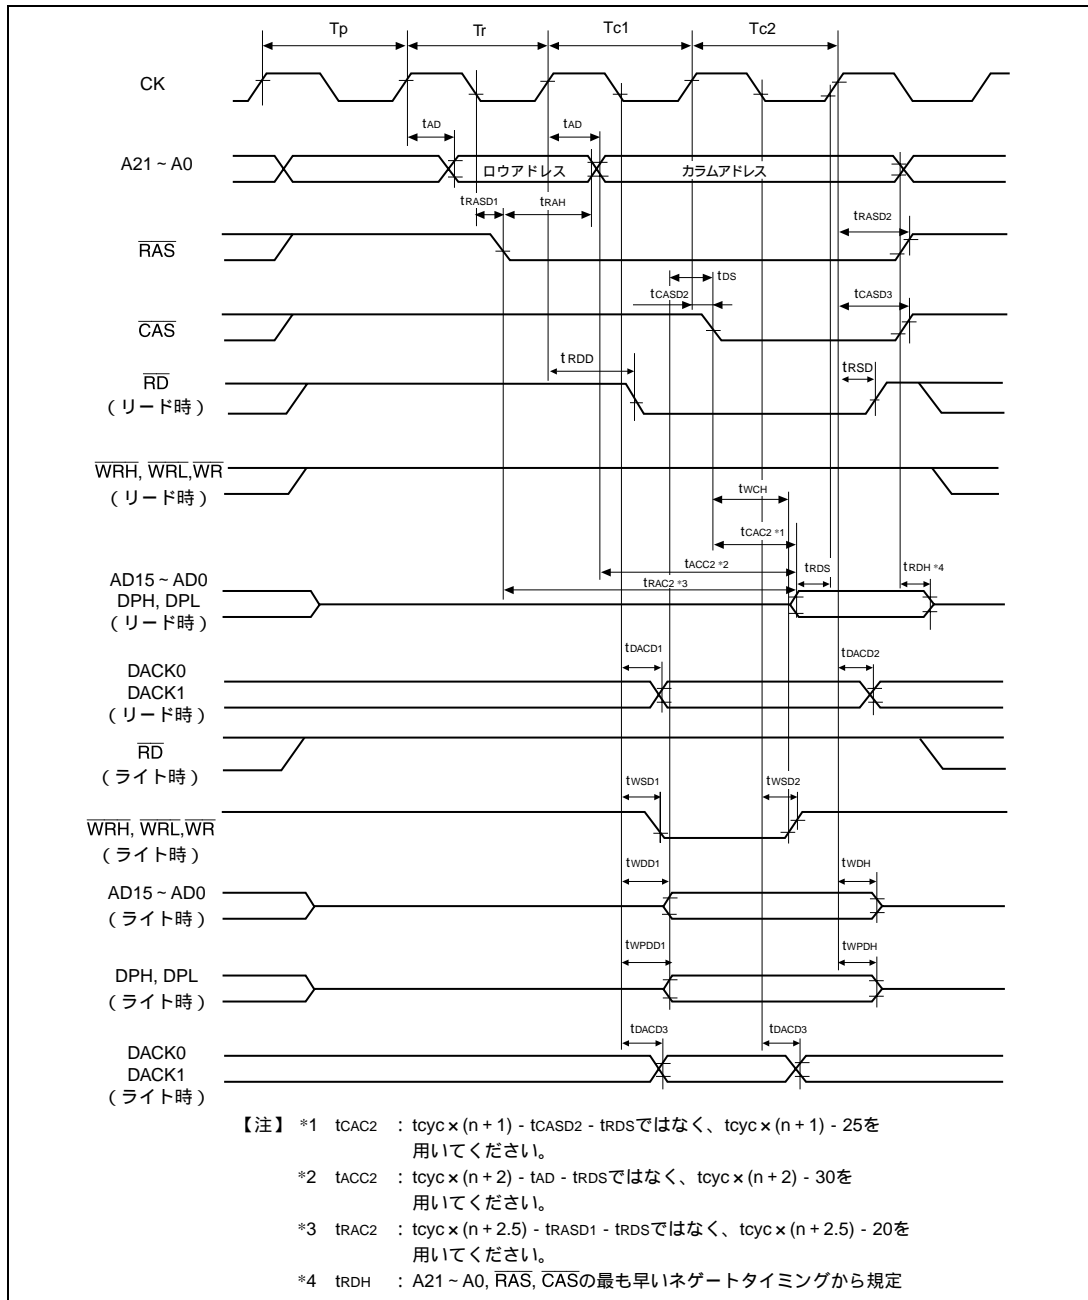 Tp Tr Tc1 Tc2
CK
tAD tAD
A21 ~ A0 ロウアドレス カラムアドレス
tRASD1 tRAH tRASD2
RAS
tDS
tCASD2 tCASD3
CAS
tRDD tRSD
RD
(リード時)
WRH, WRL,WR
(リード時)
tWCH
tCAC2 *1
tACC2 *2
tRAC2 *3 tRDS tRDH *4
AD15 ~ AD0
DPH, DPL
(リード時)
tDACD1 tDACD2
DACK0
DACK1
(リード時)
RD
(ライト時)
tWSD1 tWSD2
WRH, WRL,WR
(ライト時)
tWDD1 tWDH
AD15 ~ AD0
(ライト時)
tWPDD1 tWPDH
DPH, DPL
(ライト時)
tDACD3 tDACD3
DACK0
DACK1
(ライト時)
【注】 *1 tCAC2 : tcyc × (n + 1) - tCASD2 - tRDSではなく、tcyc × (n + 1) - 25を
用いてください。
*2 tACC2 : tcyc × (n + 2) - tAD - tRDSではなく、tcyc × (n + 2) - 30を
用いてください。
*3 tRAC2 : tcyc × (n + 2.5) - tRASD1 - tRDSではなく、tcyc × (n + 2.5) - 20を
用いてください。
*4 tRDH : A21 ~ A0, RAS, CASの最も早いネゲートタイミングから規定